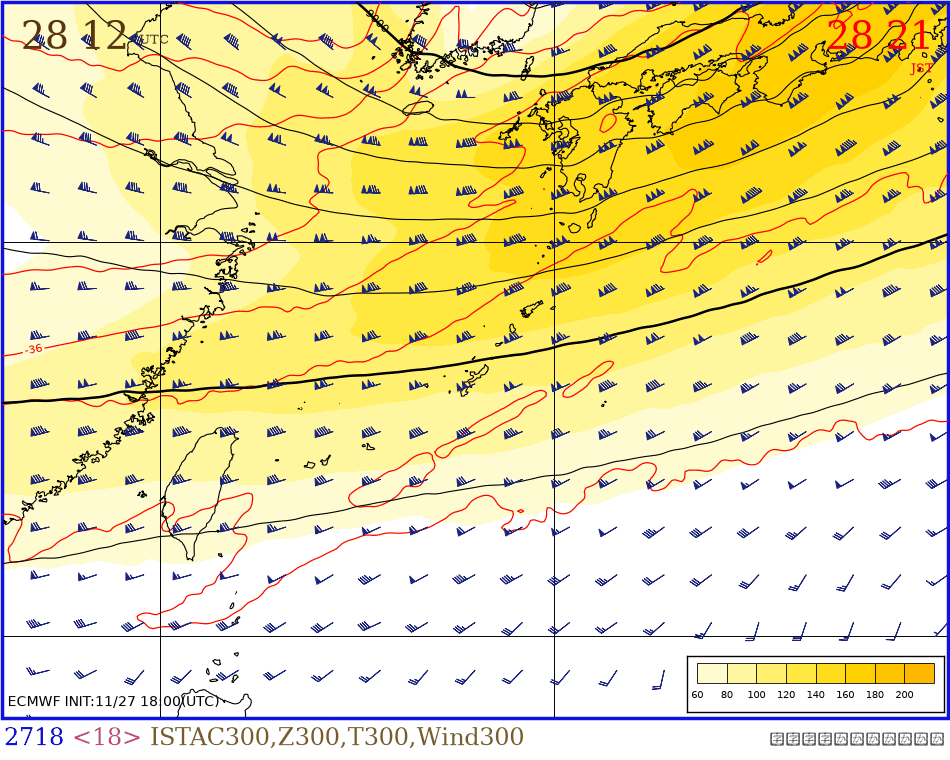 28 12 UTC
28 21
JST
9000
-36
60 80 100 120 140 160 180 200
ECMWF INIT:11/27 18:00(UTC)
2718 <18> ISTAC300,Z300,T300,Wind300